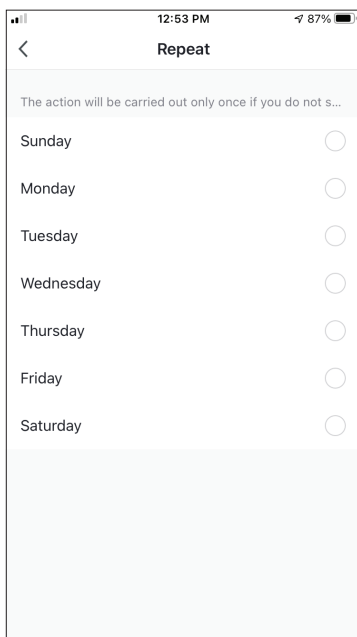 12:53 PM 87%
Repeat
The action will be carried out only once if you do not s...
Sunday
Monday
Tuesday
Wednesday
Thursday
Friday
Saturday